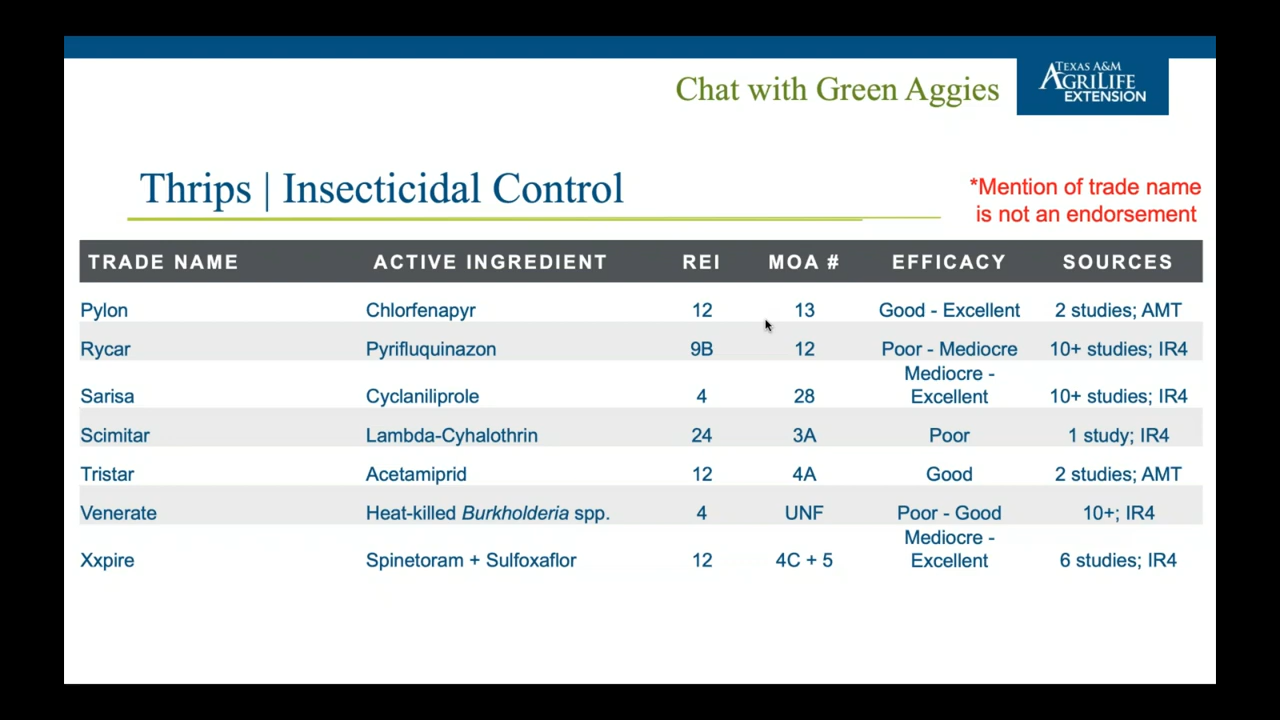 Chat with Green Aggies
TEXAS A&M
AGRILIFE
EXTENSION
Thrips | Insecticidal Control
*Mention of trade name
is not an endorsement
TRADE NAME ACTIVE INGREDIENT REI MOA # EFFICACY SOURCES
Pylon Chlorfenapyr 12 13 Good - Excellent 2 studies; AMT
Rycar Pyrifluquinazon 9B 12 Poor - Mediocre 10+ studies; IR4
Sarisa Cyclaniliprole 4 28 Mediocre - Excellent 10+ studies; IR4
Scimitar Lambda-Cyhalothrin 24 3A Poor 1 study; IR4
Tristar Acetamiprid 12 4A Good 2 studies; AMT
Venerate Heat-killed Burkholderia spp. 4 UNF Poor - Good 10+; IR4
Xxpire Spinetoram + Sulfoxaflor 12 4C + 5 Mediocre - Excellent 6 studies; IR4